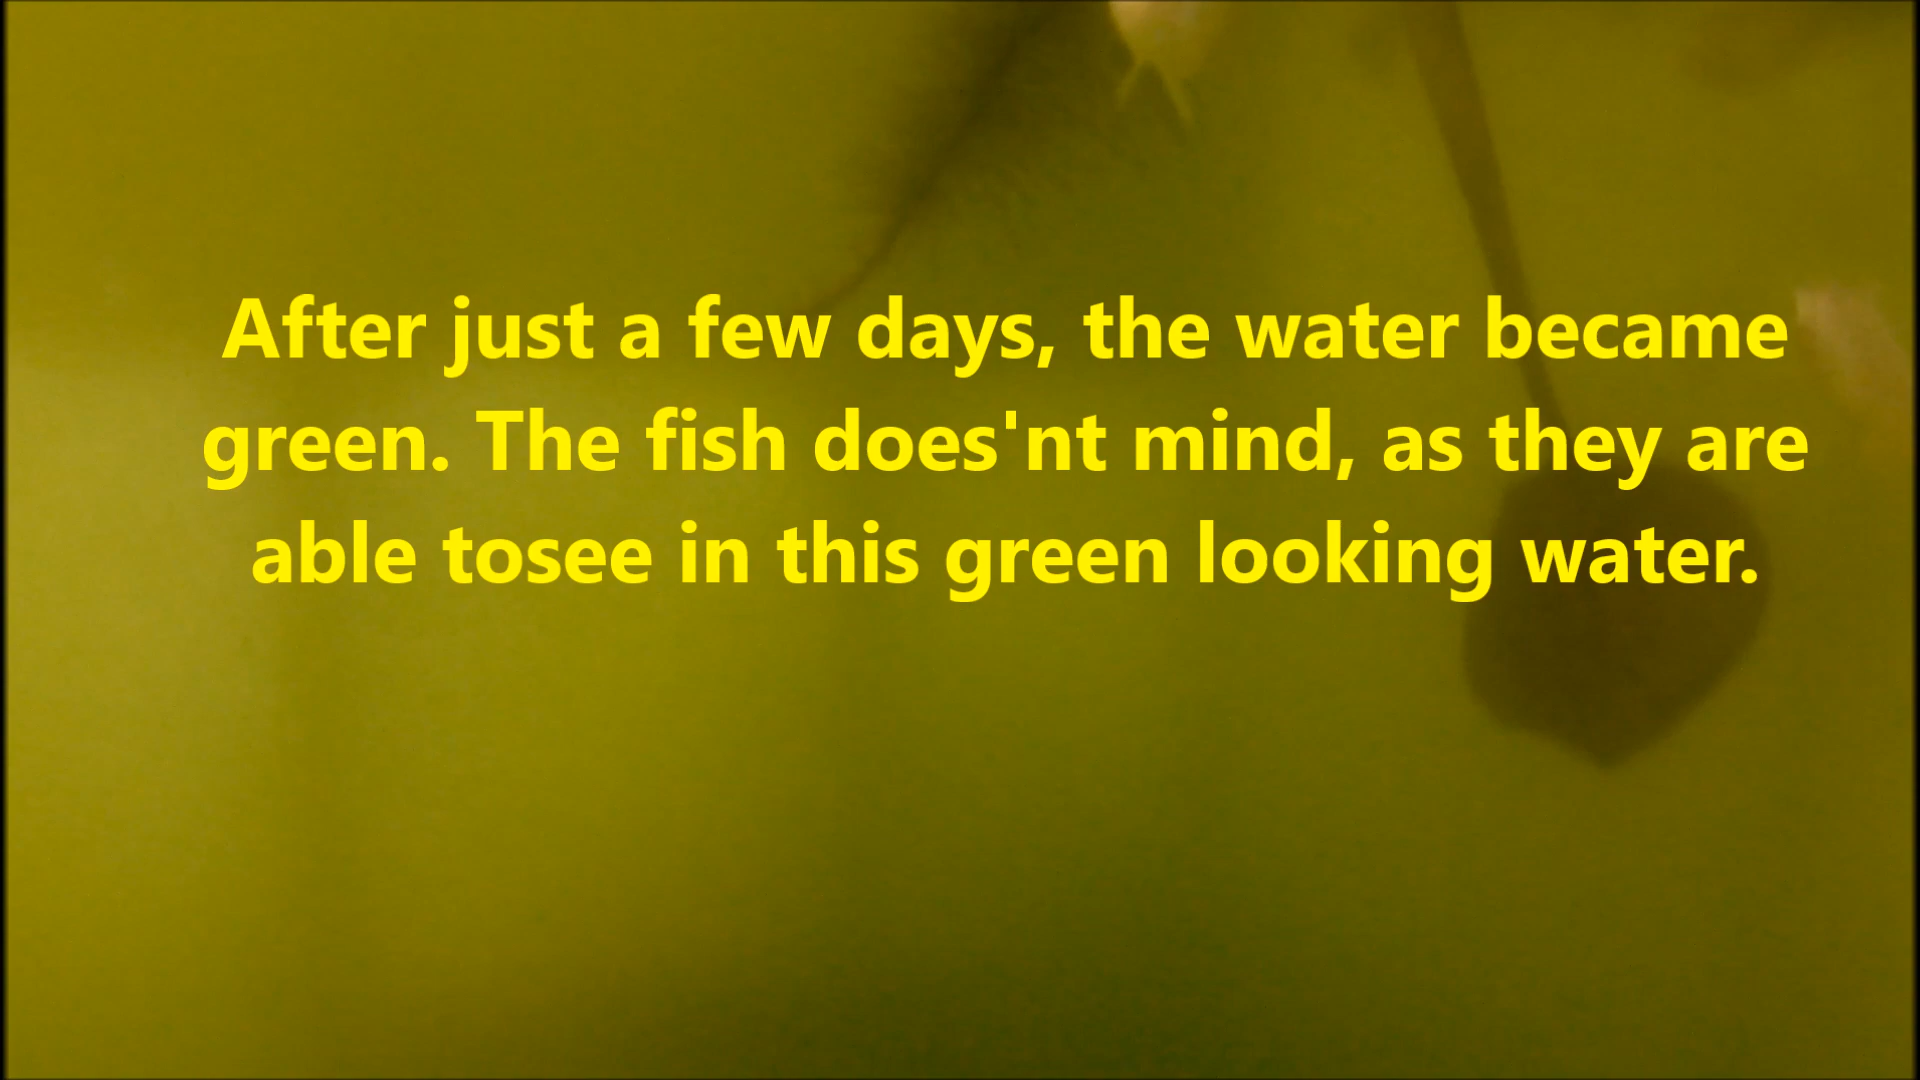 After just a few days, the water became
green. The fish does'nt mind, as they are
able tosee in this green looking water.